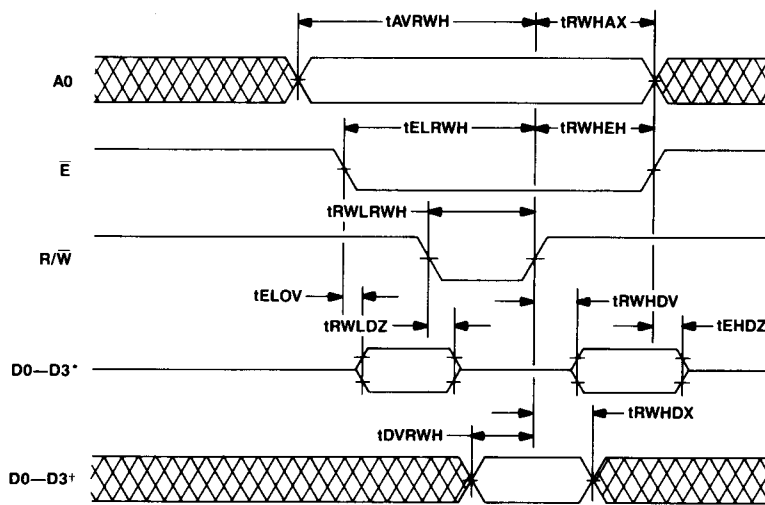 tAVRWH tRWHAX
A0
tELRWH tRWHEH
E̅
tRWLRWH
R/W̅
tELOV
tRWLDZ
tRWHDV
tEHDZ
D0—D3*
tRWHDX
tDVRWH
D0—D3†